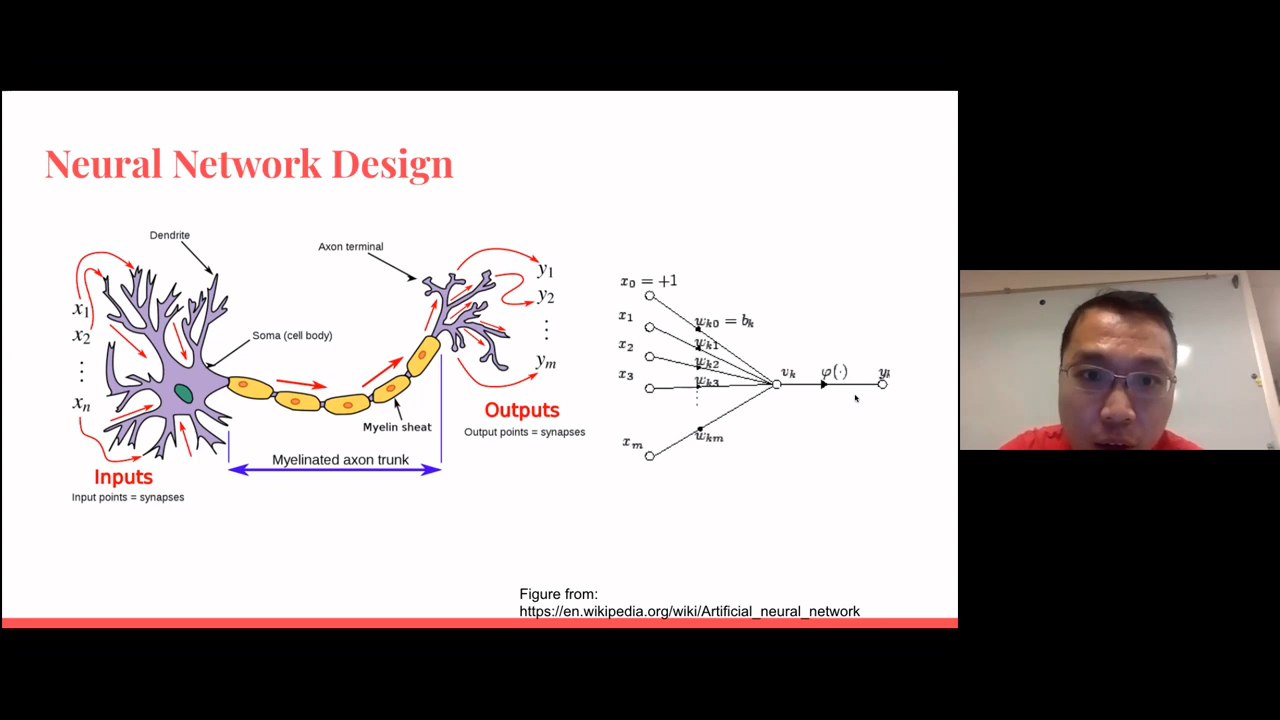 Neural Network Design
Dendrite
Axon terminal
Soma (cell body)
Myelin sheat
Myelinated axon trunk
x₁
x₂
⋮
xₙ
Inputs
Input points = synapses
y₁
y₂
⋮
yₘ
Outputs
Output points = synapses
x₀ = +1
x₁
x₂
x₃
xₘ
wₖ₀ = bₖ
wₖ₁
wₖ₂
wₖ₃
wₖₘ
vₖ
φ(·)
yₖ
Figure from:
https://en.wikipedia.org/wiki/Artificial_neural_network